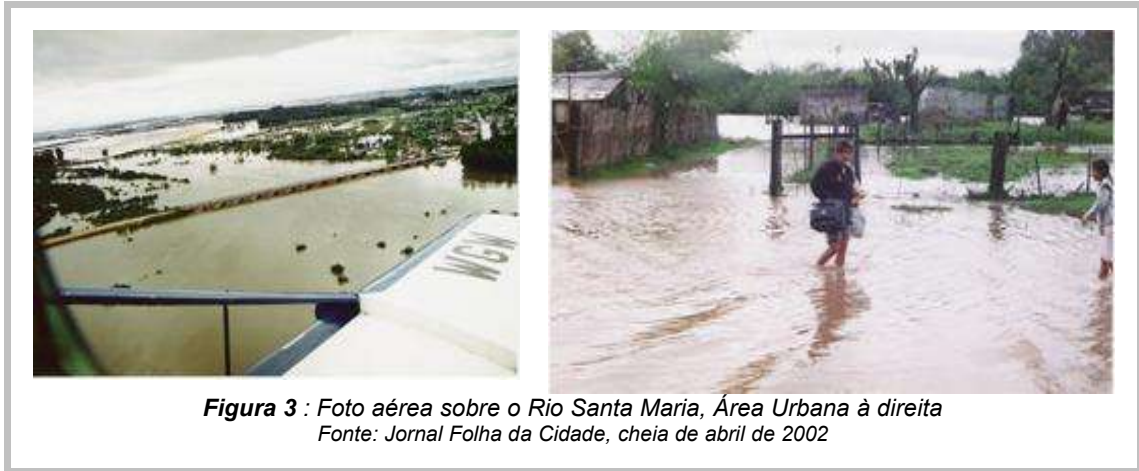 WGW
Figura 3 : Foto aérea sobre o Rio Santa Maria, Área Urbana à direita
Fonte: Jornal Folha da Cidade, cheia de abril de 2002